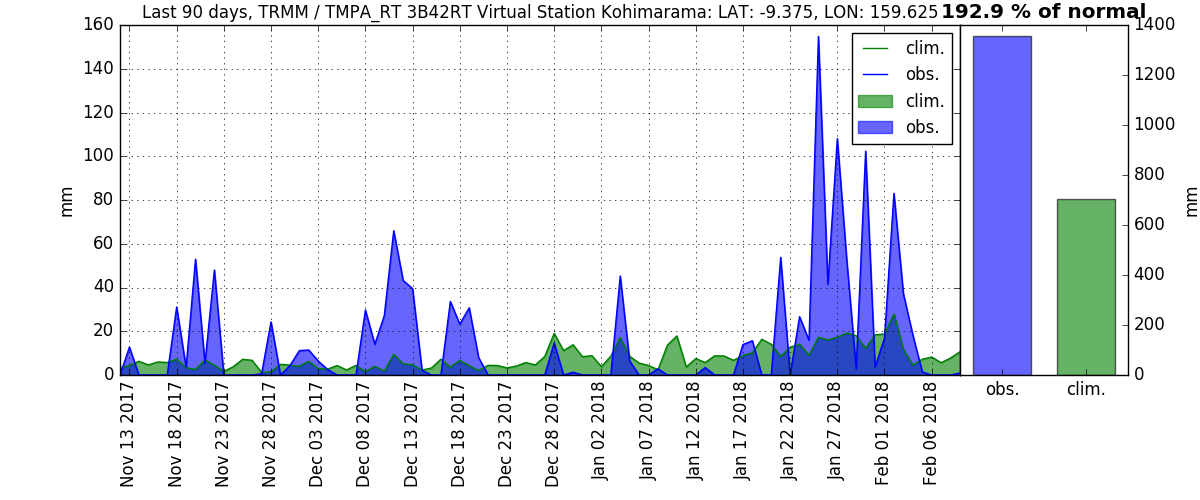 Last 90 days, TRMM / TMPA_RT 3B42RT Virtual Station Kohimarama: LAT: -9.375, LON: 159.625 192.9 % of normal
160
140
120
100
80
60
40
20
0
mm
clim.
obs.
clim.
obs.
1400
1200
1000
800
600
400
200
0
mm
Nov 13 2017
Nov 18 2017
Nov 23 2017
Nov 28 2017
Dec 03 2017
Dec 08 2017
Dec 13 2017
Dec 18 2017
Dec 23 2017
Dec 28 2017
Jan 02 2018
Jan 07 2018
Jan 12 2018
Jan 17 2018
Jan 22 2018
Jan 27 2018
Feb 01 2018
Feb 06 2018
obs. clim.